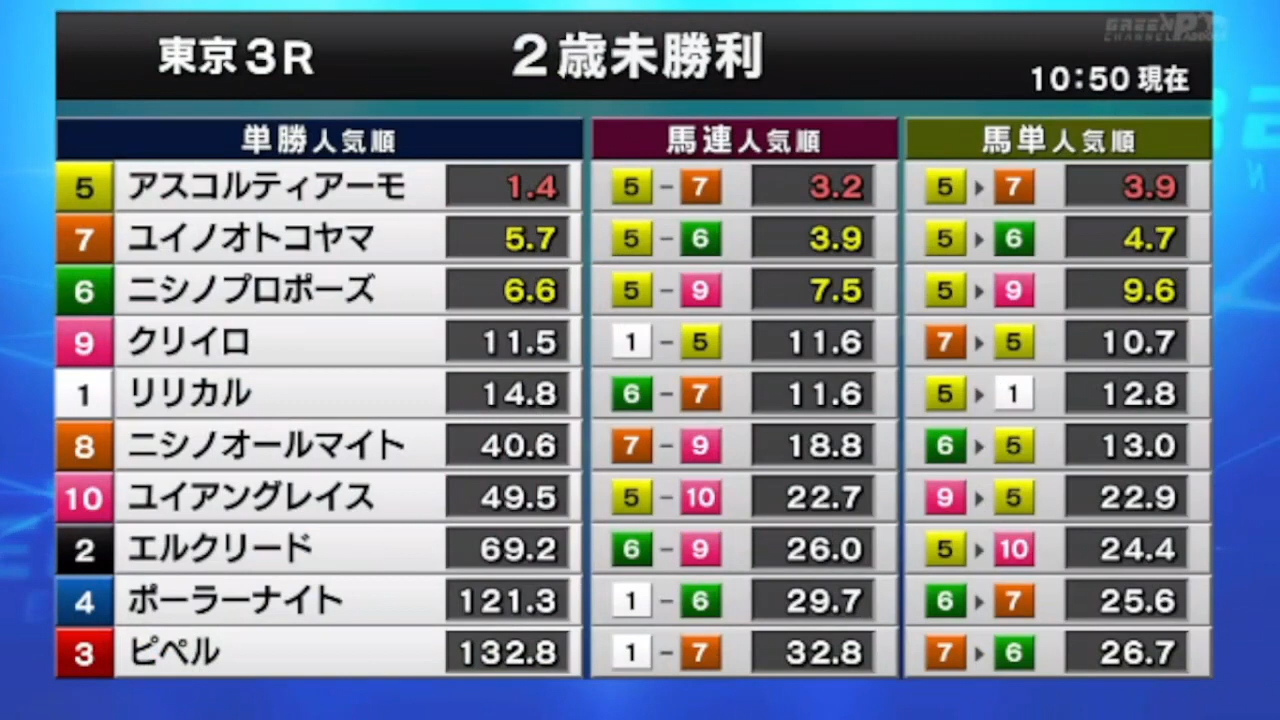 GREEN
CHANNEL
東京3R 2歳未勝利
10:50現在
単勝人気順 馬連人気順 馬単人気順
5 アスコルティアーモ 1.4 5-7 3.2 5▸7 3.9
7 ユイノオトコヤマ 5.7 5-6 3.9 5▸6 4.7
6 ニシノプロポーズ 6.6 5-9 7.5 5▸9 9.6
9 クリイロ 11.5 1-5 11.6 7▸5 10.7
1 リリカル 14.8 6-7 11.6 5▸1 12.8
8 ニシノオールマイト 40.6 7-9 18.8 6▸5 13.0
10 ユイアングレイス 49.5 5-10 22.7 9▸5 22.9
2 エルクリード 69.2 6-9 26.0 5▸10 24.4
4 ポーラーナイト 121.3 1-6 29.7 6▸7 25.6
3 ピペル 132.8 1-7 32.8 7▸6 26.7